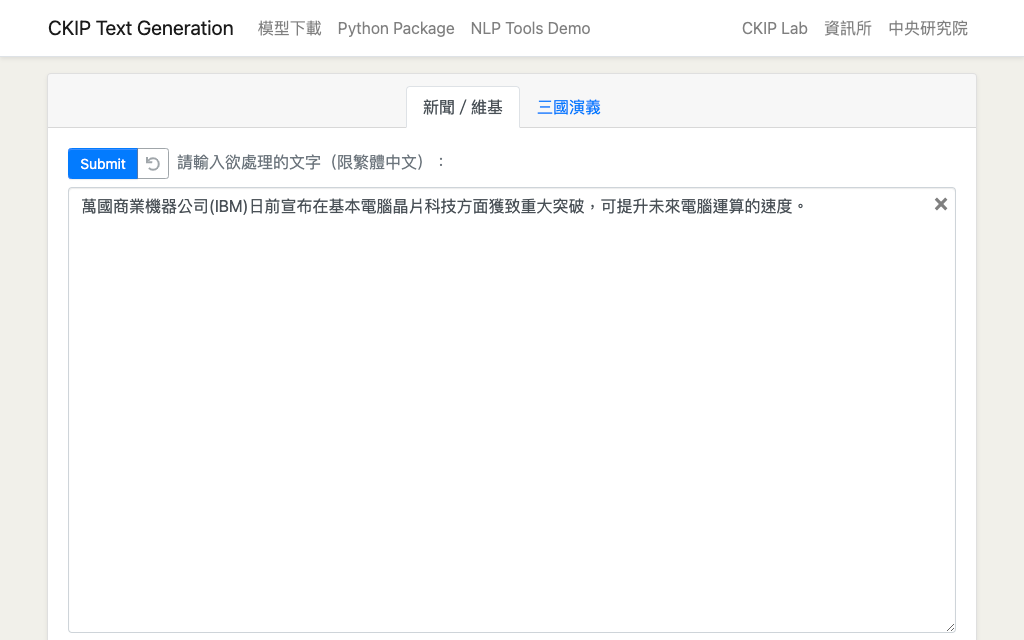 CKIP Text Generation 模型下載 Python Package NLP Tools Demo CKIP Lab 資訊所 中央研究院
新聞 / 維基 三國演義
Submit 請輸入欲處理的文字（限繁體中文）：
萬國商業機器公司(IBM)日前宣布在基本電腦晶片科技方面獲致重大突破，可提升未來電腦運算的速度。